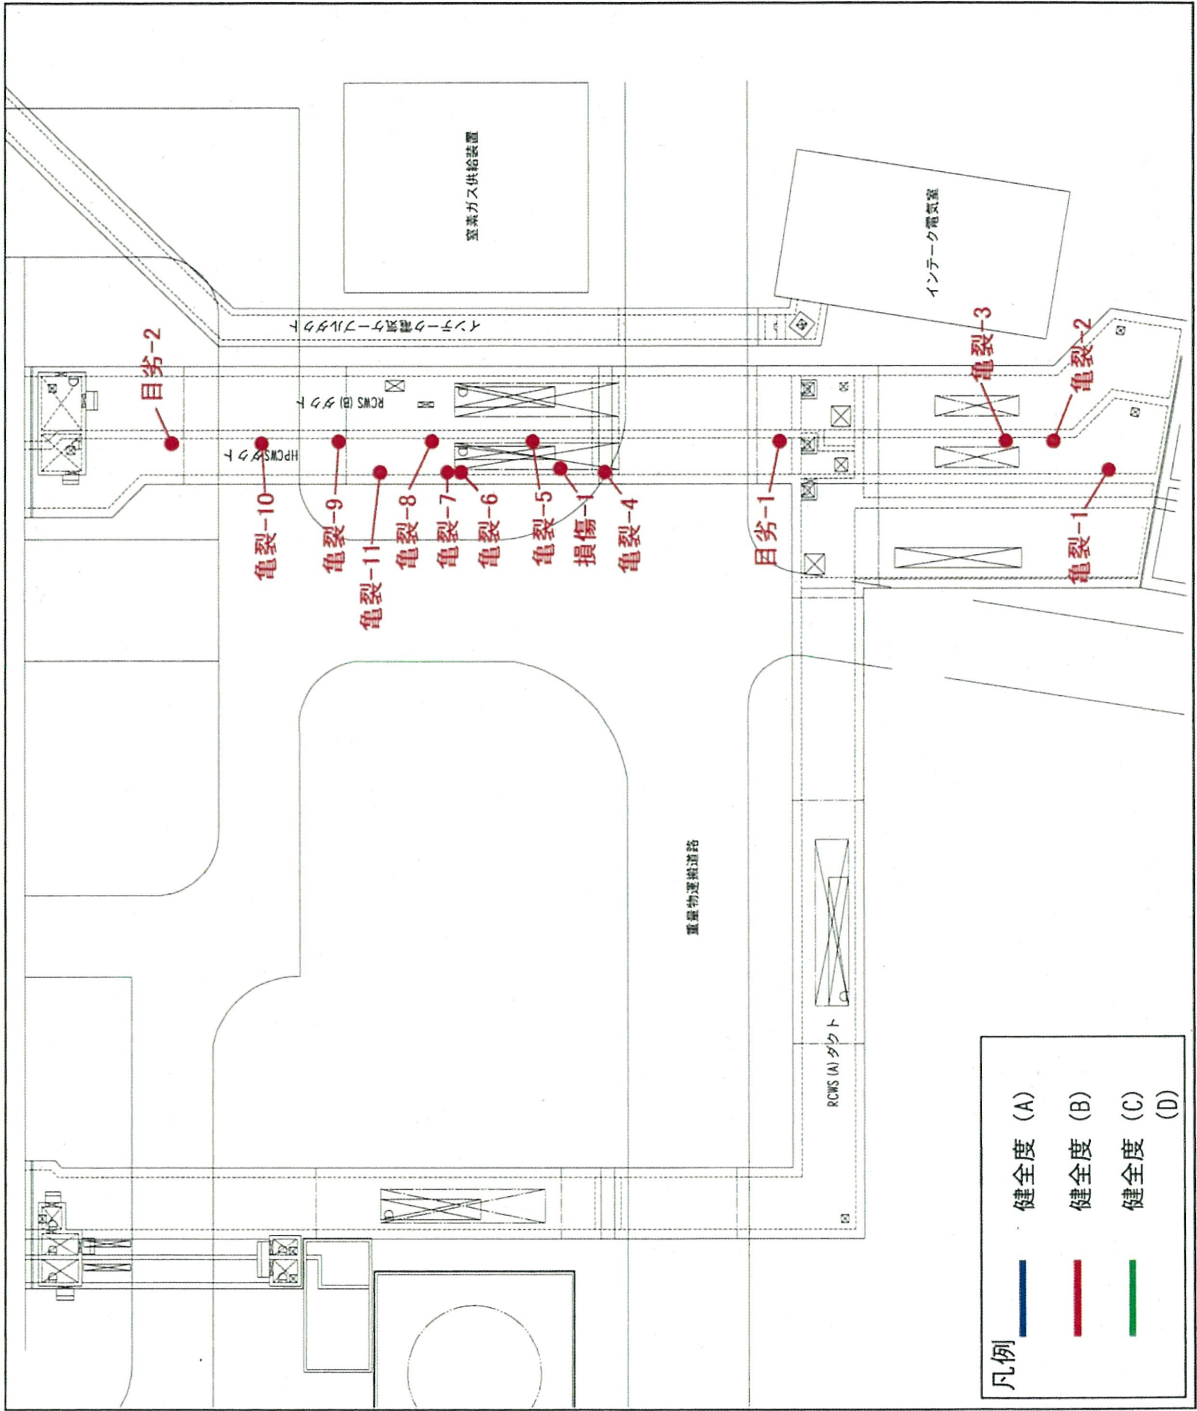 目劣-2
亀裂-10
亀裂-9
亀裂-11
亀裂-8
亀裂-7
亀裂-6
亀裂-5
損傷-1
亀裂-4
目劣-1
亀裂-3
亀裂-2
亀裂-1
HPCWSダクト
RCWS(B)ダクト
インテーク電気ケーブルダクト
窒素ガス供給装置
インテーク電気室
重量物運搬道路
RCWS(A)ダクト
凡例
健全度 (A)
健全度 (B)
健全度 (C)
(D)